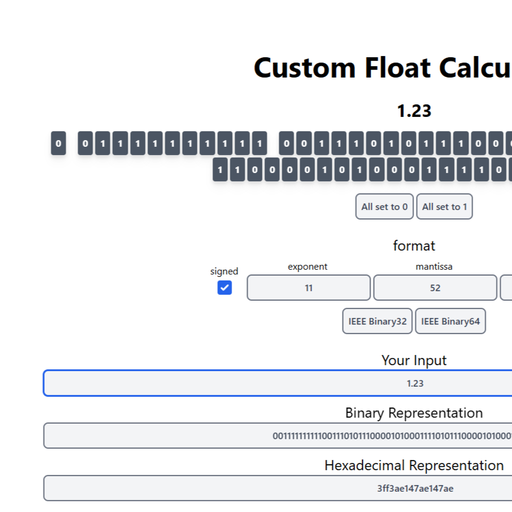 Custom Float Calcu
1.23
0 0 1 1 1 1 1 1 1 1 1 1 0 0 1 1 1 0 1 0 1 1 1 0 0
1 1 0 0 0 0 1 0 1 0 0 0 1 1 1 1 0
All set to 0 All set to 1
format
signed exponent mantissa
11 52
IEEE Binary32 IEEE Binary64
Your Input
1.23
Binary Representation
0011111111110011101011100001010001111010111000010100
Hexadecimal Representation
3ff3ae147ae147ae